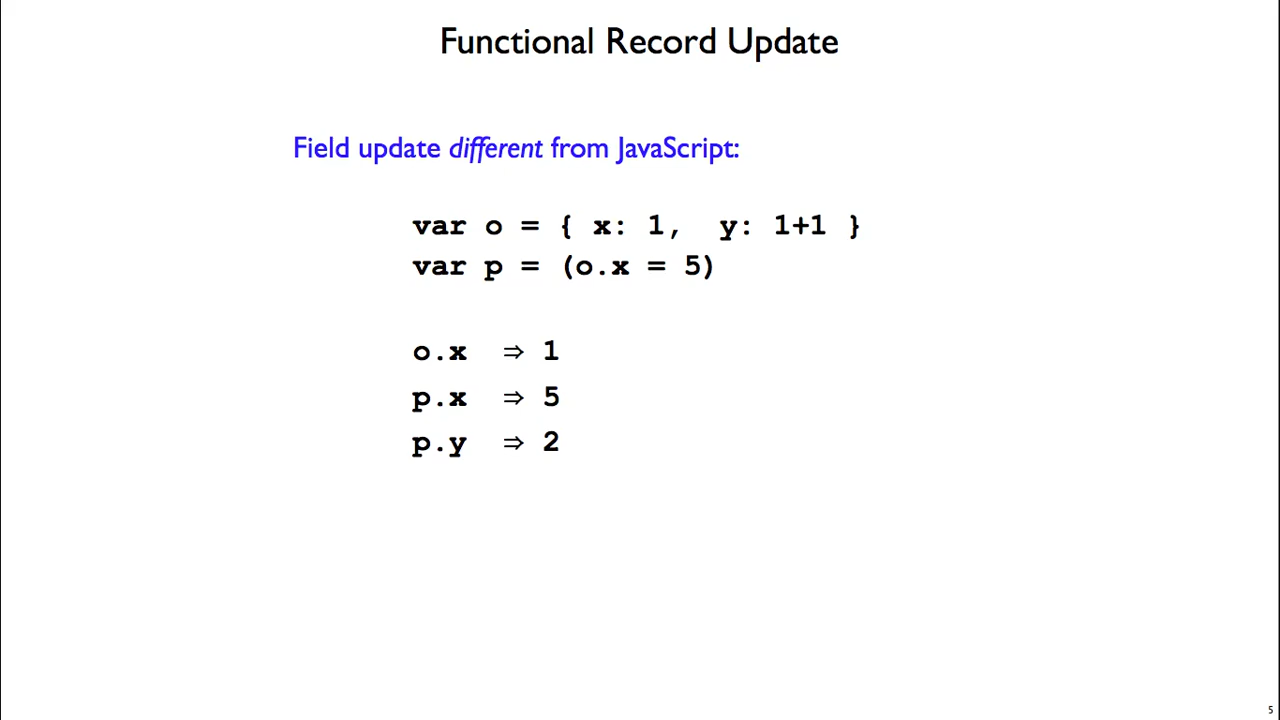 Functional Record Update
Field update different from JavaScript:
var o = { x: 1, y: 1+1 }
var p = (o.x = 5)
o.x ⇒ 1
p.x ⇒ 5
p.y ⇒ 2
5